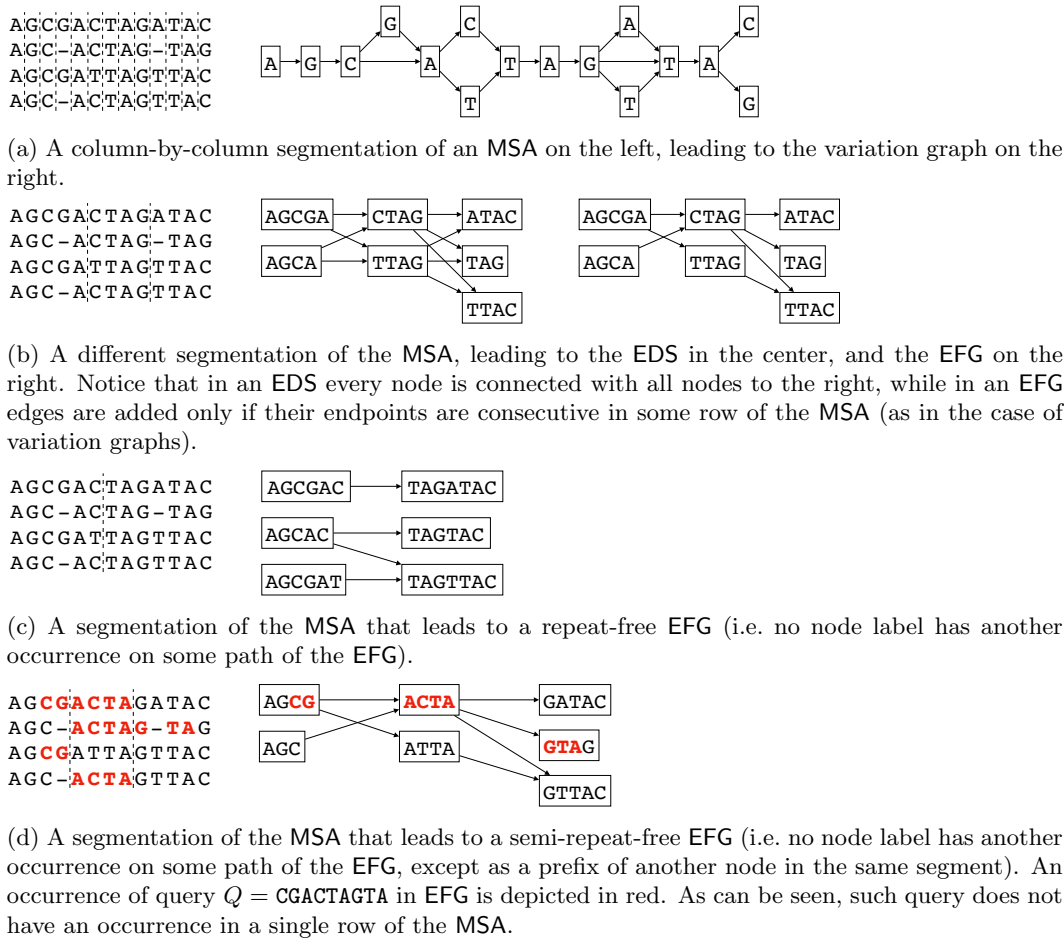 AGCGACTAGATAC
AGC-ACTAG-TAG
AGCGATTAGTTAC
AGC-ACTAGTTAC
A G C G A C T T A G A T T A C G
(a) A column-by-column segmentation of an MSA on the left, leading to the variation graph on the
right.
AGCGACTAGATAC
AGC-ACTAG-TAG
AGCGATTAGTTAC
AGC-ACTAGTTAC
AGCGA CTAG ATAC
AGCA TTAG TAG
TTAC
AGCGA CTAG ATAC
AGCA TTAG TAG
TTAC
(b) A different segmentation of the MSA, leading to the EDS in the center, and the EFG on the
right. Notice that in an EDS every node is connected with all nodes to the right, while in an EFG
edges are added only if their endpoints are consecutive in some row of the MSA (as in the case of
variation graphs).
AGCGACTAGATAC
AGC-ACTAG-TAG
AGCGATTAGTTAC
AGC-ACTAGTTAC
AGCGAC TAGATAC
AGCAC TAGTAC
AGCGAT TAGTTAC
(c) A segmentation of the MSA that leads to a repeat-free EFG (i.e. no node label has another
occurrence on some path of the EFG).
AGCGACTAGATAC
AGC-ACTAG-TAG
AGCGATTAGTTAC
AGC-ACTAGTTAC
AGCG ACTA GATAC
AGC ATTA GTAG
GTTAC
(d) A segmentation of the MSA that leads to a semi-repeat-free EFG (i.e. no node label has another
occurrence on some path of the EFG, except as a prefix of another node in the same segment). An
occurrence of query Q = CGACTAGTA in EFG is depicted in red. As can be seen, such query does not
have an occurrence in a single row of the MSA.